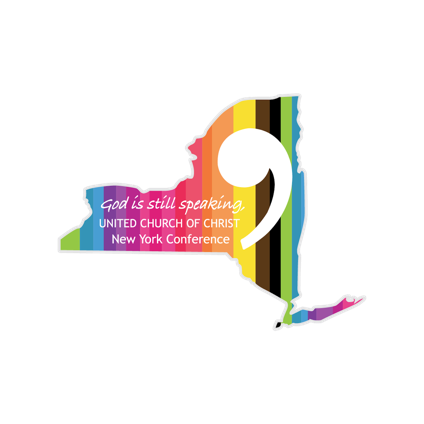 God is still speaking,
UNITED CHURCH OF CHRIST
New York Conference